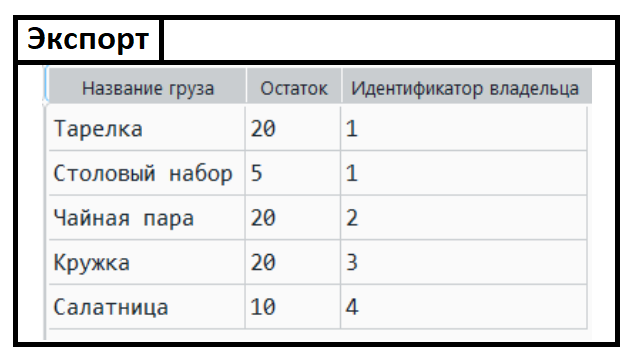 Экспорт
Название груза Остаток Идентификатор владельца
Тарелка 20 1
Столовый набор 5 1
Чайная пара 20 2
Кружка 20 3
Салатница 10 4